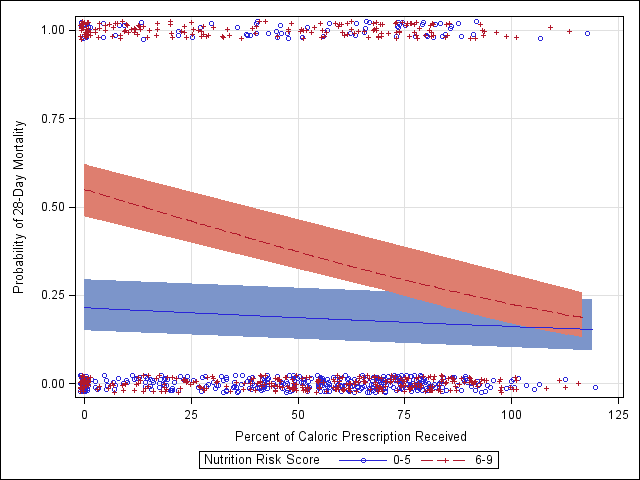 1.00
0.75
0.50
0.25
0.00
Probability of 28-Day Mortality
0 25 50 75 100 125
Percent of Caloric Prescription Received
Nutrition Risk Score 0-5 6-9